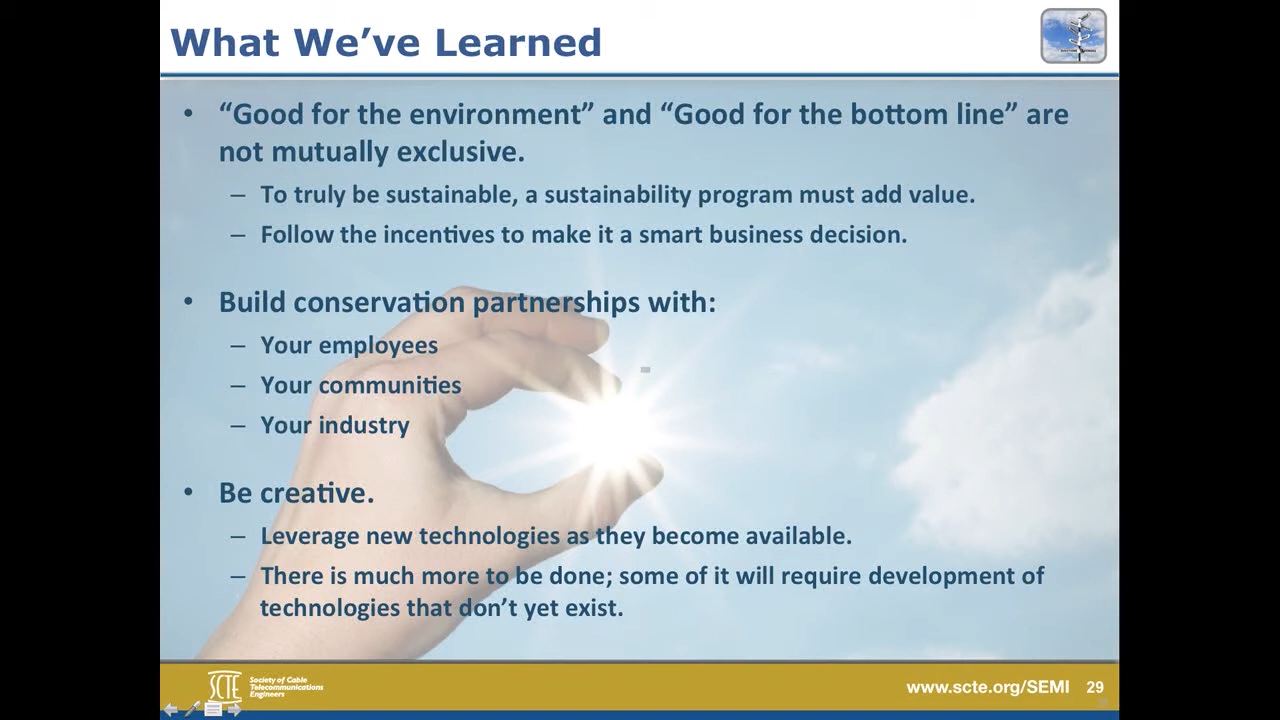 What We’ve Learned
• “Good for the environment” and “Good for the bottom line” are
not mutually exclusive.
– To truly be sustainable, a sustainability program must add value.
– Follow the incentives to make it a smart business decision.
• Build conservation partnerships with:
– Your employees
– Your communities
– Your industry
• Be creative.
– Leverage new technologies as they become available.
– There is much more to be done; some of it will require development of
technologies that don’t yet exist.
SCTE
Society of Cable
Telecommunications
Engineers
www.scte.org/SEMI 29